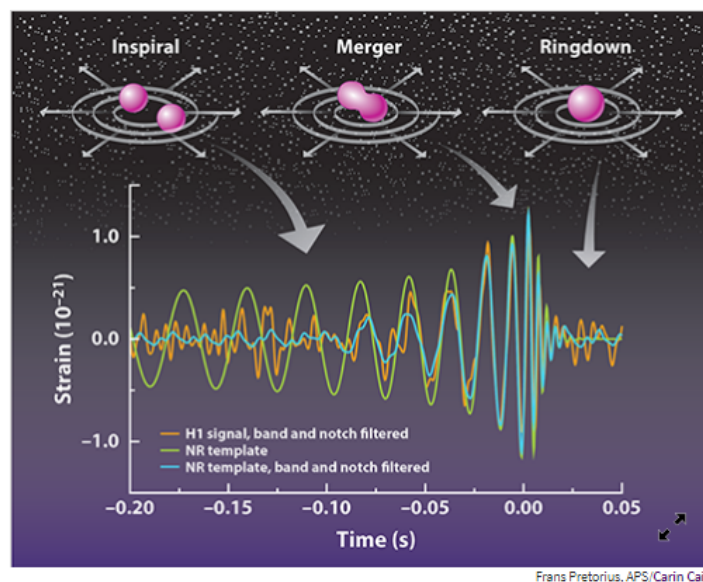 Inspiral Merger Ringdown
Strain (10⁻²¹)
1.0
0.0
−1.0
H1 signal, band and notch filtered
NR template
NR template, band and notch filtered
−0.20 −0.15 −0.10 −0.05 0.00 0.05
Time (s)
Frans Pretorius, APS/Carin Cai